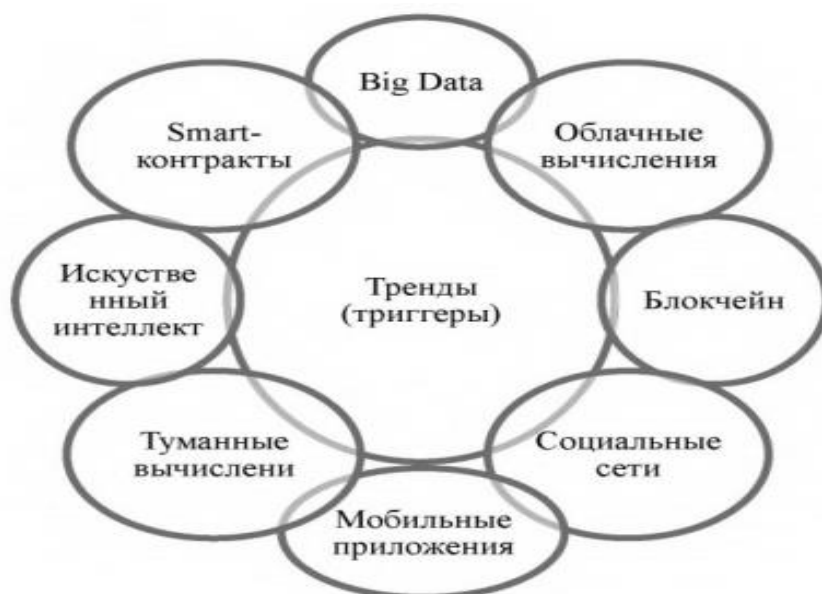 Big Data
Smart-
контракты
Облачные
вычисления
Искустве
нный
интеллект
Тренды
(триггеры)
Блокчейн
Туманные
вычислени
Социальные
сети
Мобильные
приложения